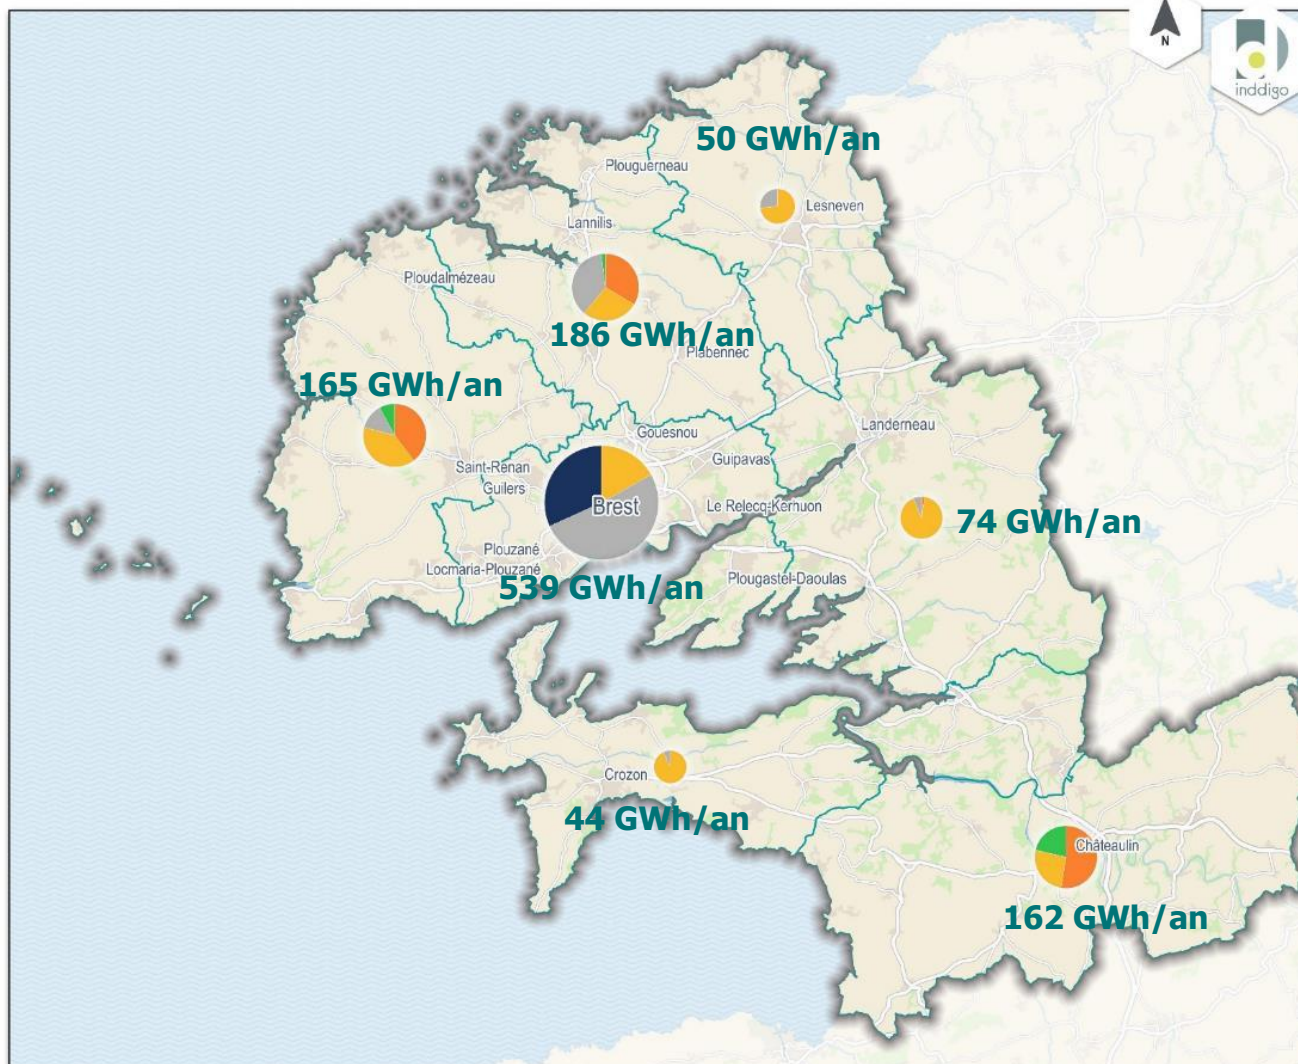 N
inddigo
50 GWh/an
Plouguerneau
Lesneven
Lannilis
Ploudalmézeau
186 GWh/an
Plabennec
165 GWh/an
Landerneau
Gouesnou
Guipavas
Saint-Renan
Guilers
Brest
Le Relecq-Kerhuon
74 GWh/an
Plouzané
Locmaria-Plouzané
Plougastel-Daoulas
539 GWh/an
Crozon
44 GWh/an
Châteaulin
162 GWh/an